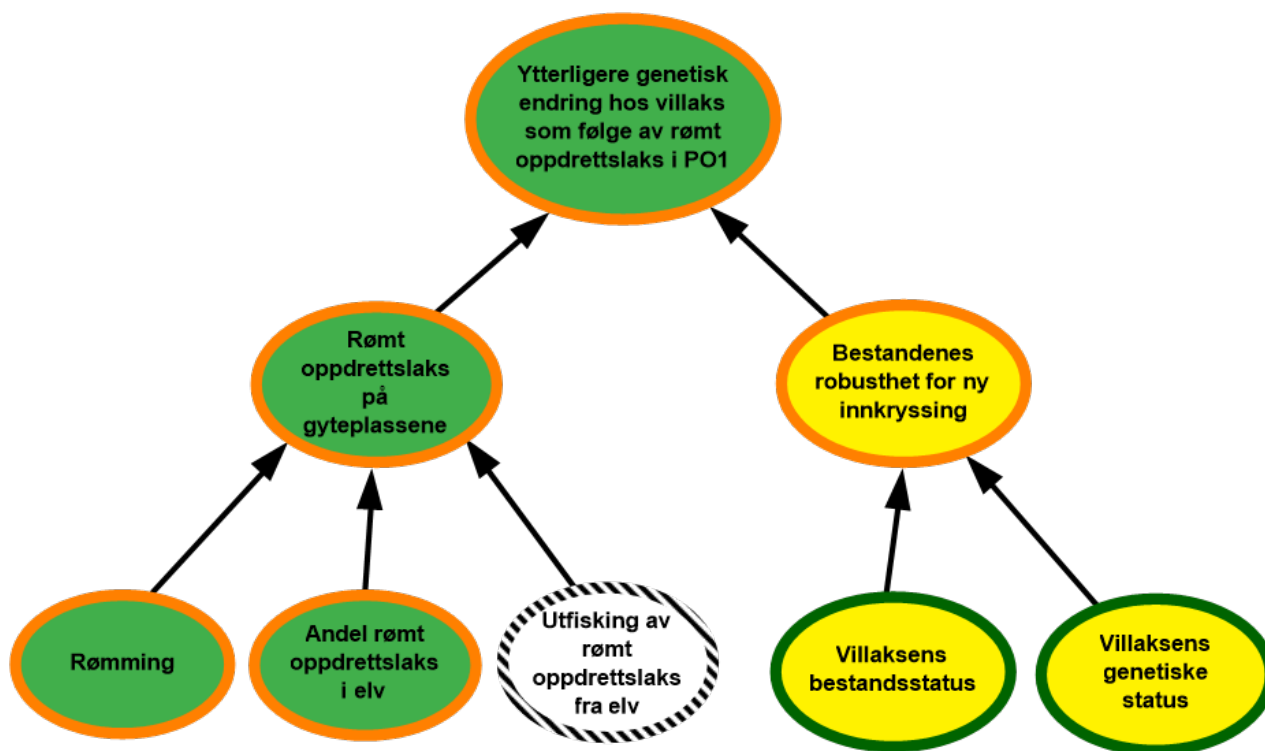 Ytterligere genetisk
endring hos villaks
som følge av rømt
oppdrettslaks i PO1
Rømt
oppdrettslaks
på
gyteplassene
Bestandenes
robusthet for ny
innkryssing
Rømming
Andel rømt
oppdrettslaks
i elv
Utfisking av
rømt
oppdrettslaks
fra elv
Villaksens
bestandsstatus
Villaksens
genetiske
status